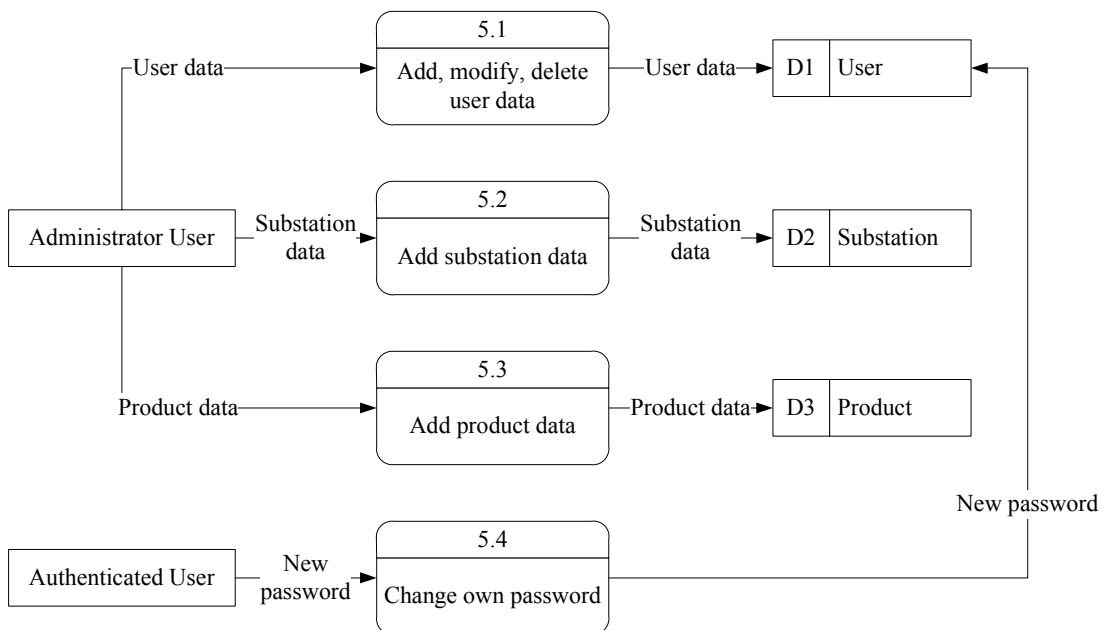 5.1
User data
Add, modify, delete
user data
User data
D1
User
5.2
Administrator User
Substation
data
Add substation data
Substation
data
D2
Substation
5.3
Product data
Add product data
Product data
D3
Product
New password
5.4
Authenticated User
New
password
Change own password